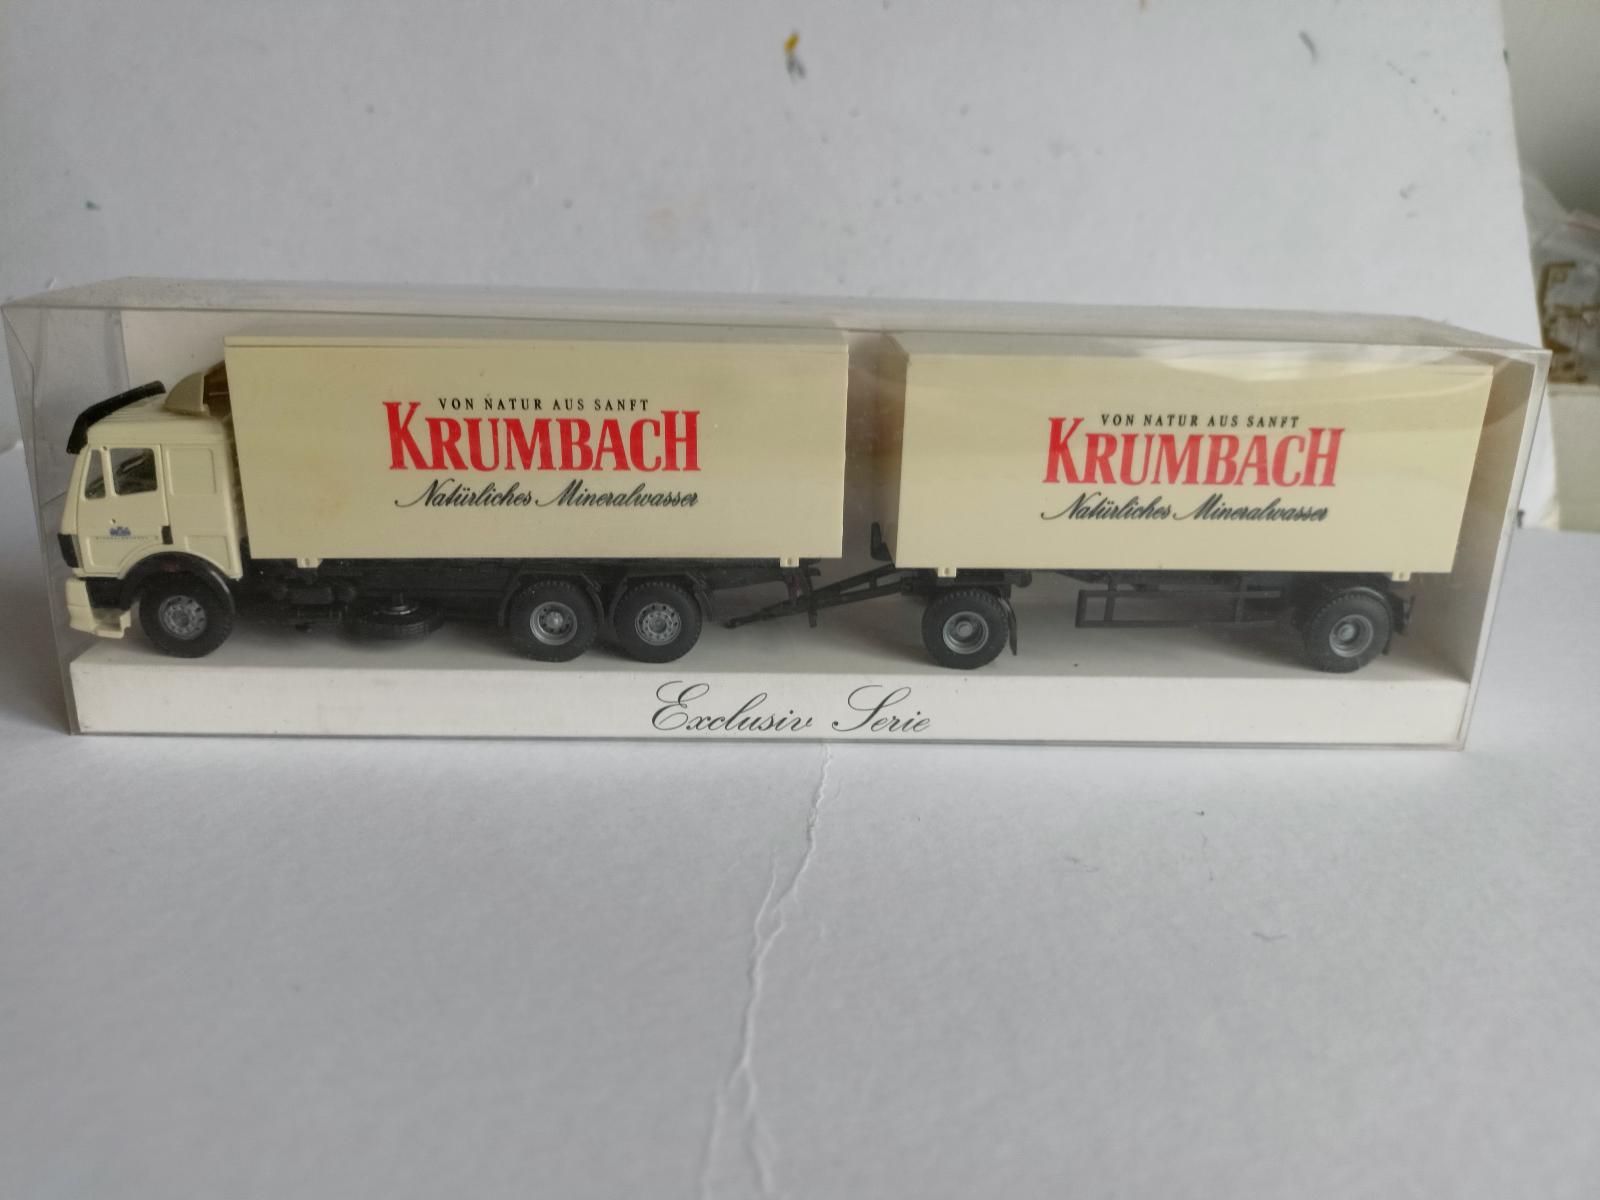 VON NATUR AUS SANFT
KRUMBACH
Natürliches Mineralwasser
VON NATUR AUS SANFT
KRUMBACH
Natürliches Mineralwasser
Exclusiv Serie